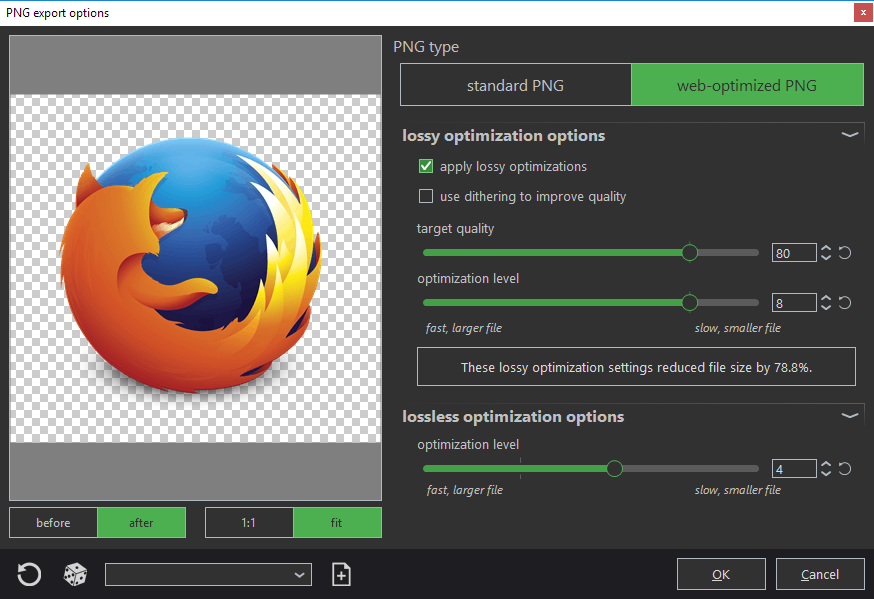 PNG export options
x
PNG type
standard PNG
web-optimized PNG
lossy optimization options
apply lossy optimizations
use dithering to improve quality
target quality
80
optimization level
8
fast, larger file
slow, smaller file
These lossy optimization settings reduced file size by 78.8%.
lossless optimization options
optimization level
4
fast, larger file
slow, smaller file
before
after
1:1
fit
OK
Cancel